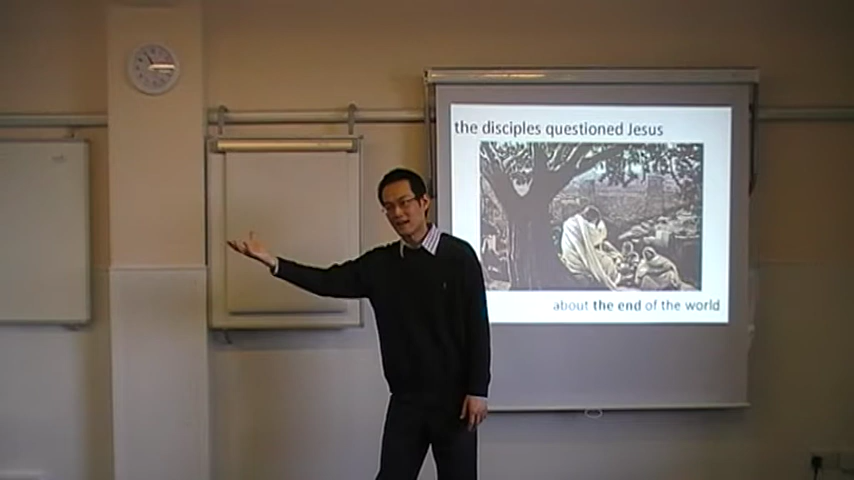 the disciples questioned Jesus
about the end of the world